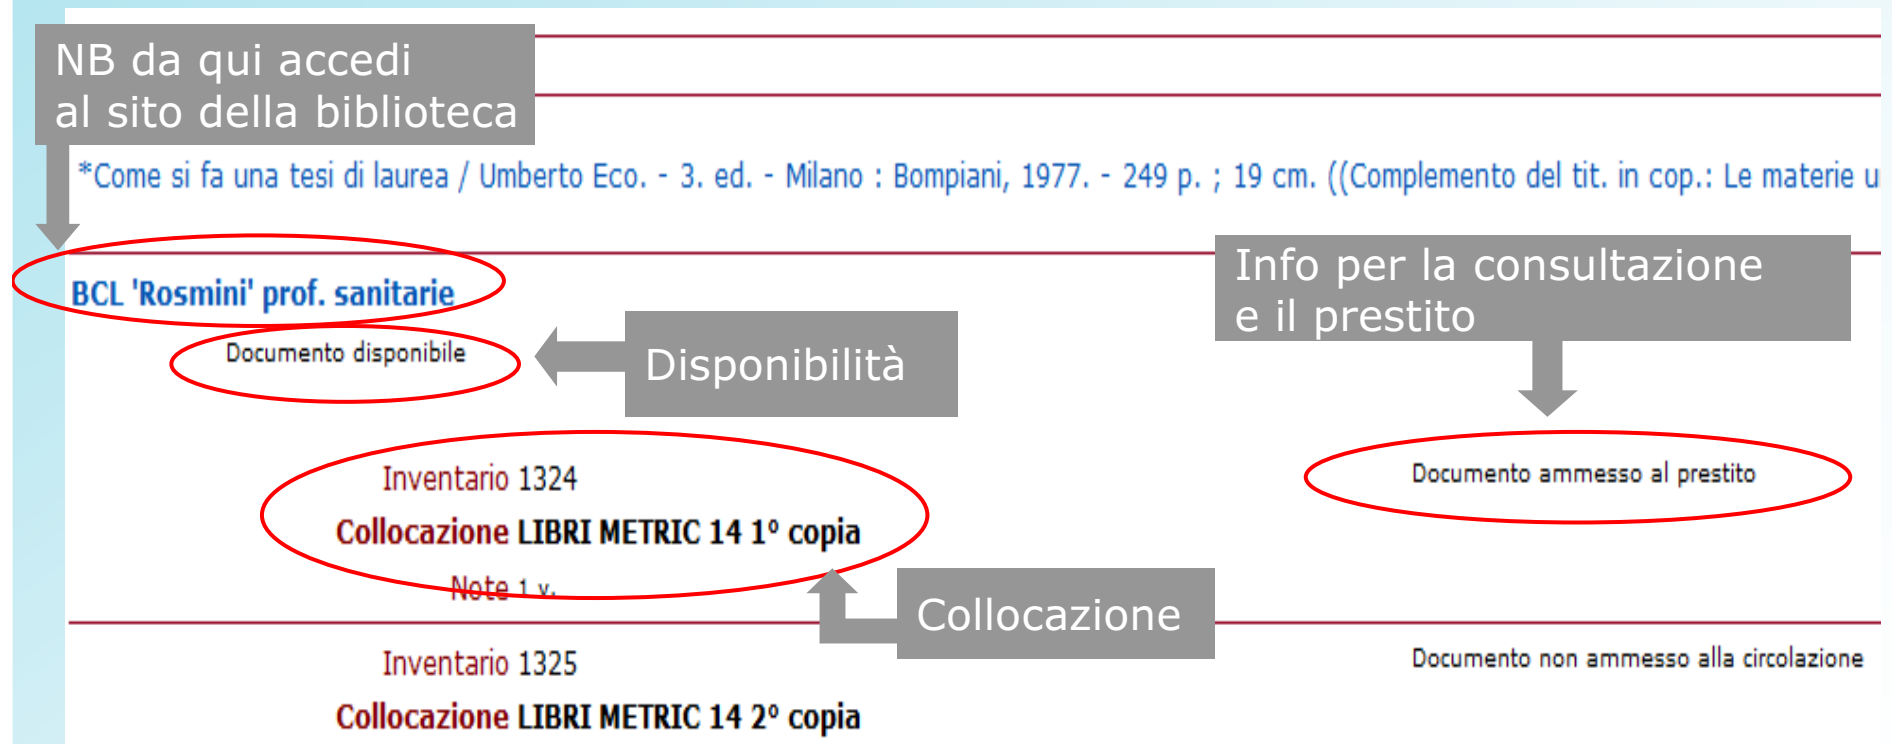 NB da qui accedi
al sito della biblioteca
*Come si fa una tesi di laurea / Umberto Eco. - 3. ed. - Milano : Bompiani, 1977. - 249 p. ; 19 cm. ((Complemento del tit. in cop.: Le materie u
BCL 'Rosmini' prof. sanitarie
Info per la consultazione
e il prestito
Documento disponibile
Disponibilità
Inventario 1324
Documento ammesso al prestito
Collocazione LIBRI METRIC 14 1° copia
Note 1 v.
Collocazione
Inventario 1325
Documento non ammesso alla circolazione
Collocazione LIBRI METRIC 14 2° copia